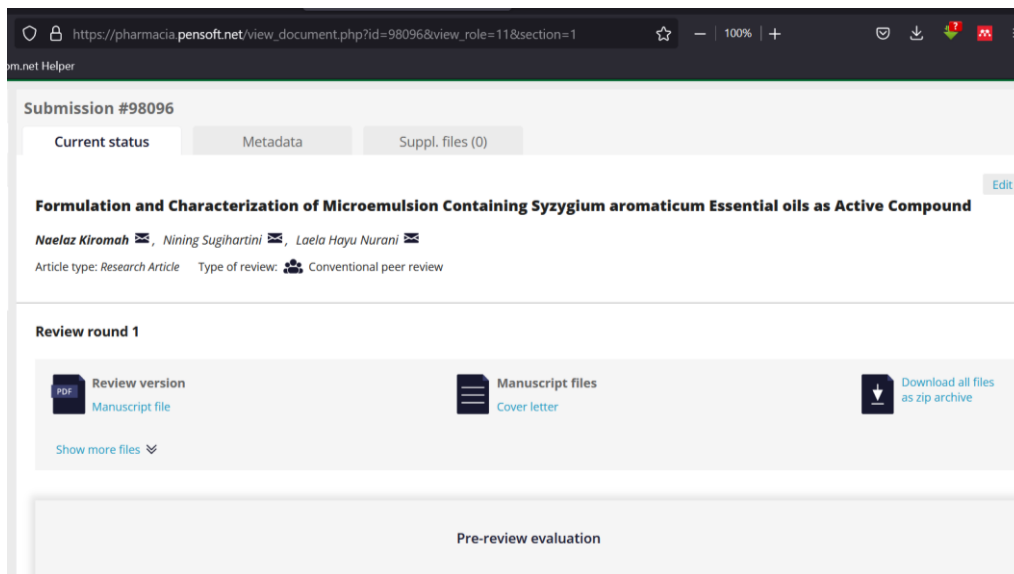 https://pharmacia.pensoft.net/view_document.php?id=98096&view_role=11&section=1 100%
om.net Helper
Submission #98096
Current status Metadata Suppl. files (0)
Edit
Formulation and Characterization of Microemulsion Containing Syzygium aromaticum Essential oils as Active Compound
Naelaz Kiromah , Nining Sugihartini , Laela Hayu Nurani
Article type: Research Article Type of review: Conventional peer review
Review round 1
PDF Review version Manuscript files Download all files
Manuscript file Cover letter as zip archive
Show more files
Pre-review evaluation